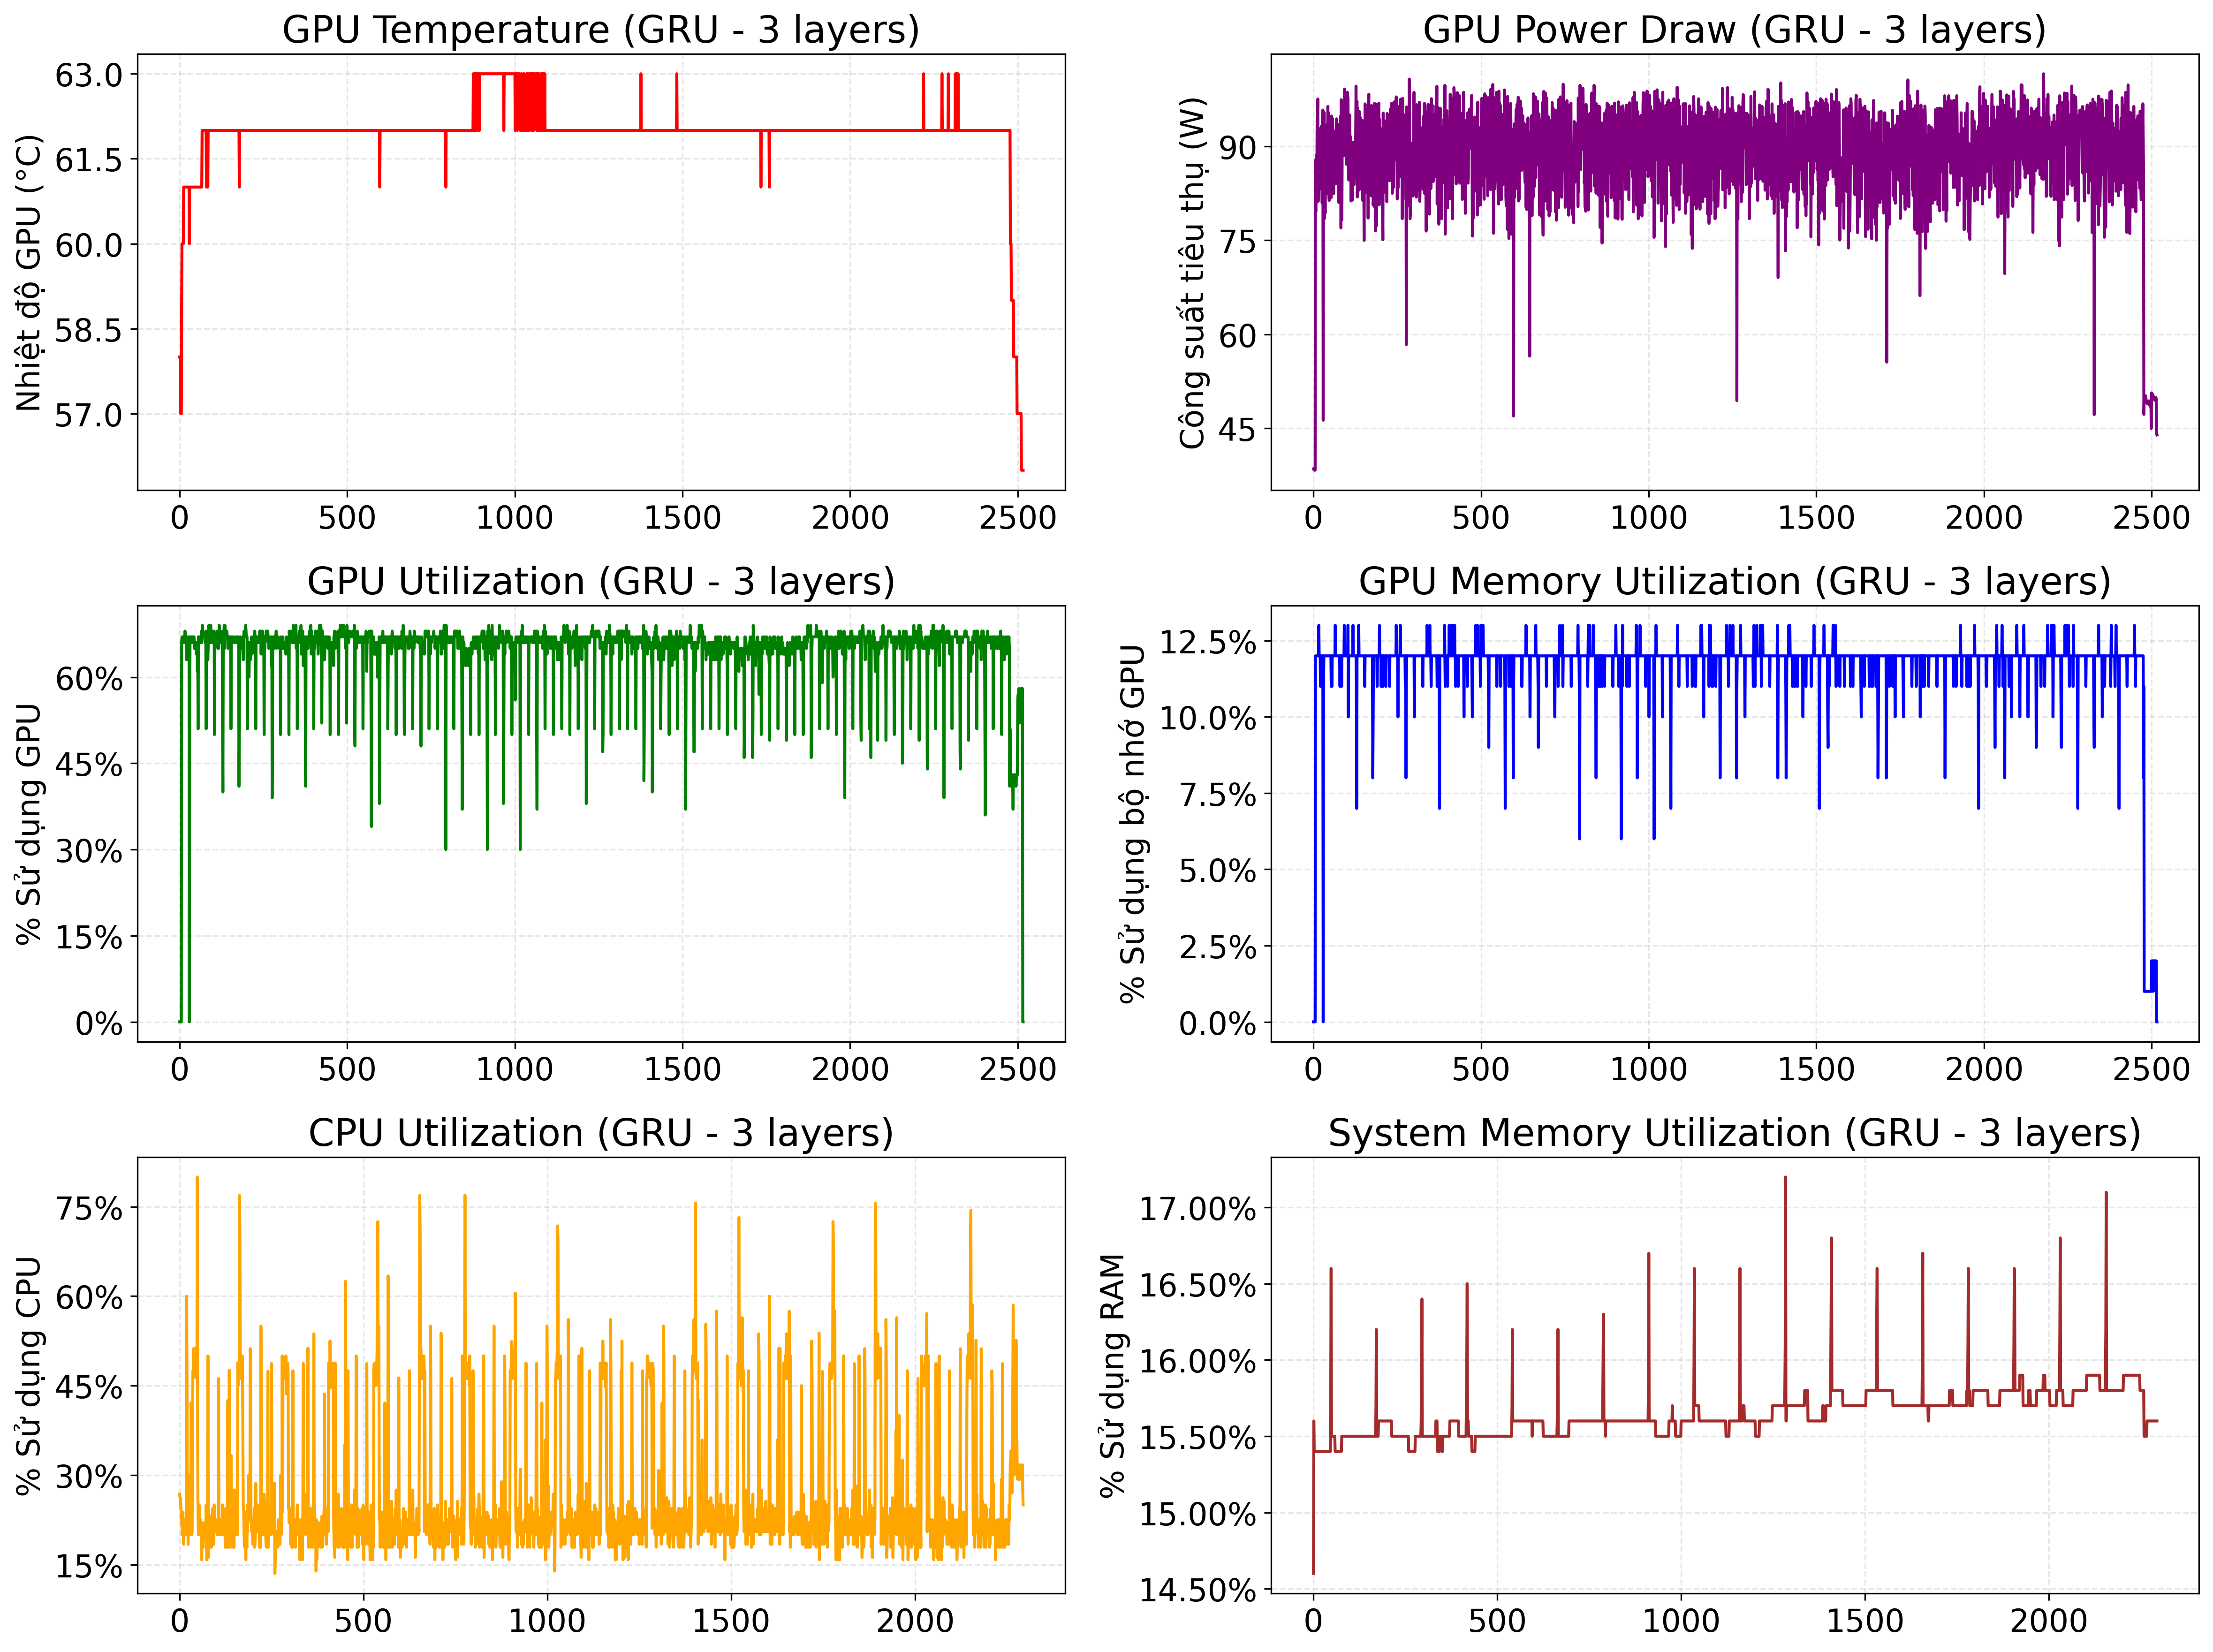 GPU Temperature (GRU - 3 layers)
Nhiệt độ GPU (°C)
63.0
61.5
60.0
58.5
57.0
0 500 1000 1500 2000 2500
GPU Power Draw (GRU - 3 layers)
Công suất tiêu thụ (W)
90
75
60
45
0 500 1000 1500 2000 2500
GPU Utilization (GRU - 3 layers)
% Sử dụng GPU
60%
45%
30%
15%
0%
0 500 1000 1500 2000 2500
GPU Memory Utilization (GRU - 3 layers)
% Sử dụng bộ nhớ GPU
12.5%
10.0%
7.5%
5.0%
2.5%
0.0%
0 500 1000 1500 2000 2500
CPU Utilization (GRU - 3 layers)
% Sử dụng CPU
75%
60%
45%
30%
15%
0 500 1000 1500 2000
System Memory Utilization (GRU - 3 layers)
% Sử dụng RAM
17.00%
16.50%
16.00%
15.50%
15.00%
14.50%
0 500 1000 1500 2000